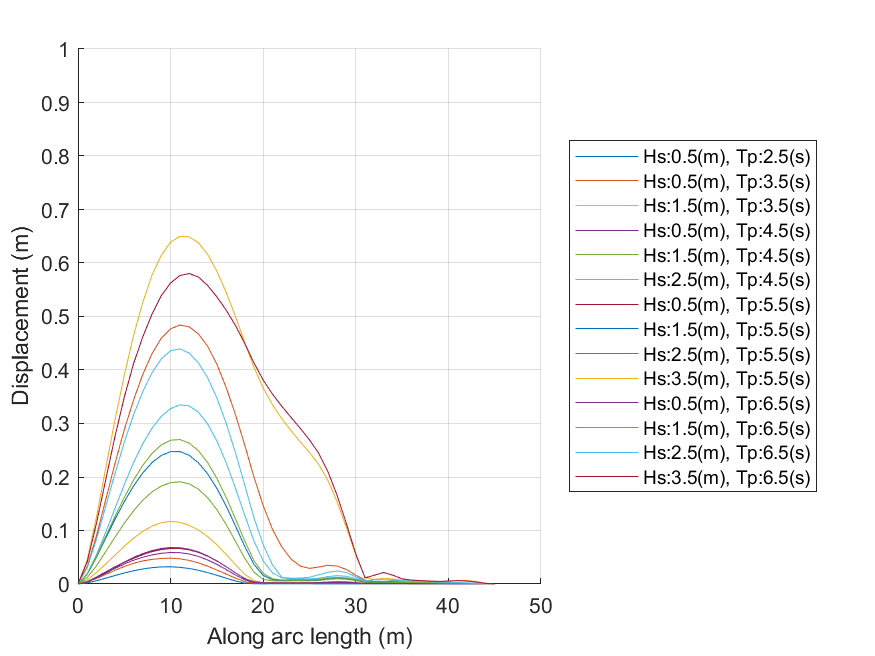 1
0.9
0.8
0.7
0.6
0.5
0.4
0.3
0.2
0.1
0
Displacement (m)
0 10 20 30 40 50
Along arc length (m)
Hs:0.5(m), Tp:2.5(s)
Hs:0.5(m), Tp:3.5(s)
Hs:1.5(m), Tp:3.5(s)
Hs:0.5(m), Tp:4.5(s)
Hs:1.5(m), Tp:4.5(s)
Hs:2.5(m), Tp:4.5(s)
Hs:0.5(m), Tp:5.5(s)
Hs:1.5(m), Tp:5.5(s)
Hs:2.5(m), Tp:5.5(s)
Hs:3.5(m), Tp:5.5(s)
Hs:0.5(m), Tp:6.5(s)
Hs:1.5(m), Tp:6.5(s)
Hs:2.5(m), Tp:6.5(s)
Hs:3.5(m), Tp:6.5(s)